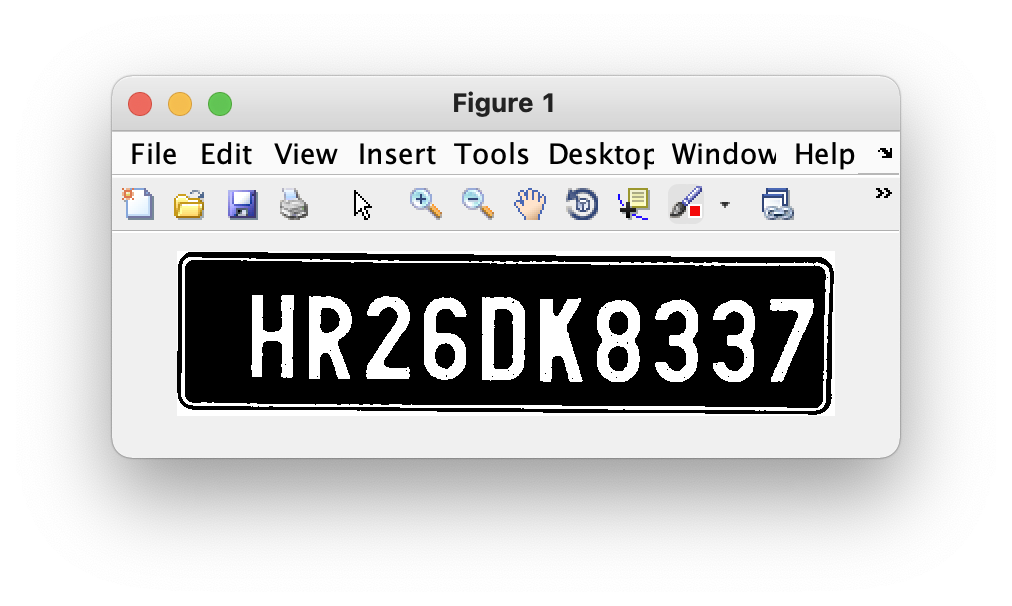 Figure 1
File Edit View Insert Tools Desktop Window Help
HR26DK8337